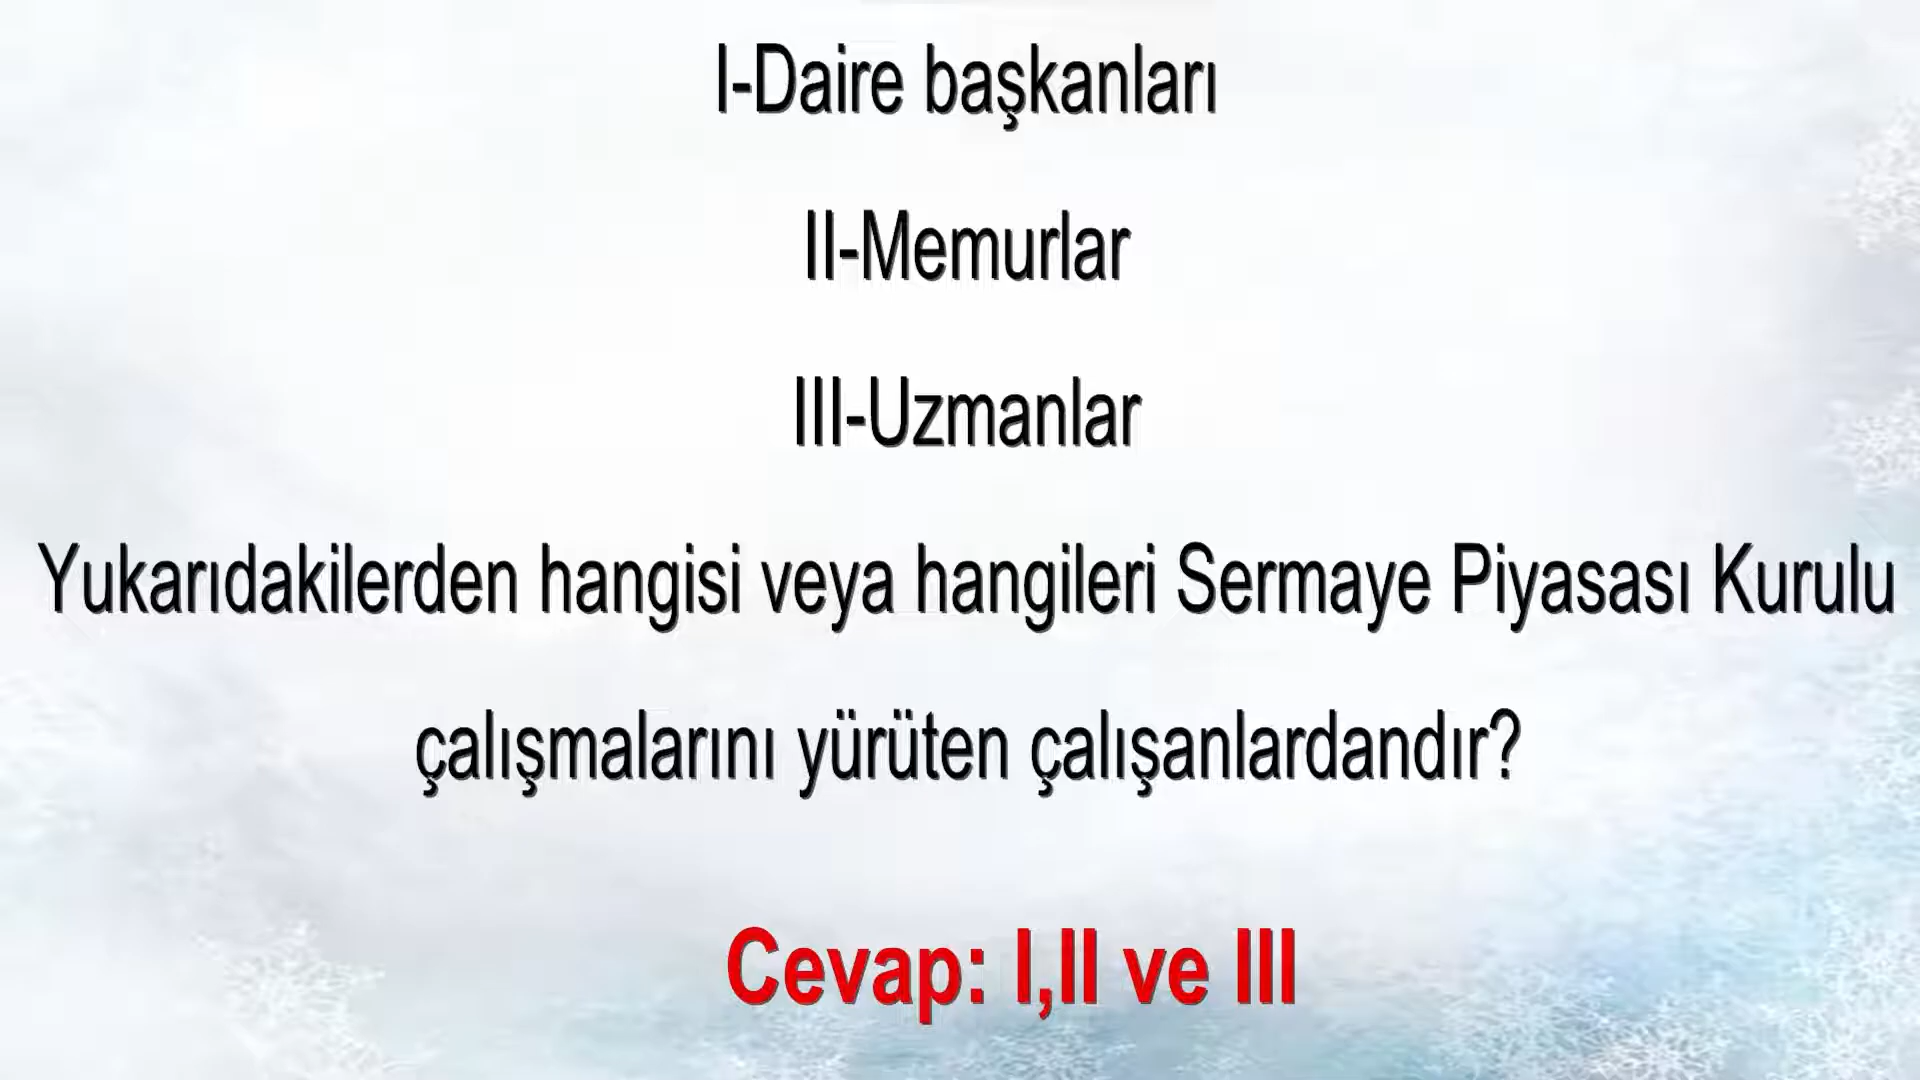 I-Daire başkanları
II-Memurlar
III-Uzmanlar
Yukarıdakilerden hangisi veya hangileri Sermaye Piyasası Kurulu
çalışmalarını yürüten çalışanlardandır?
Cevap: I,II ve III